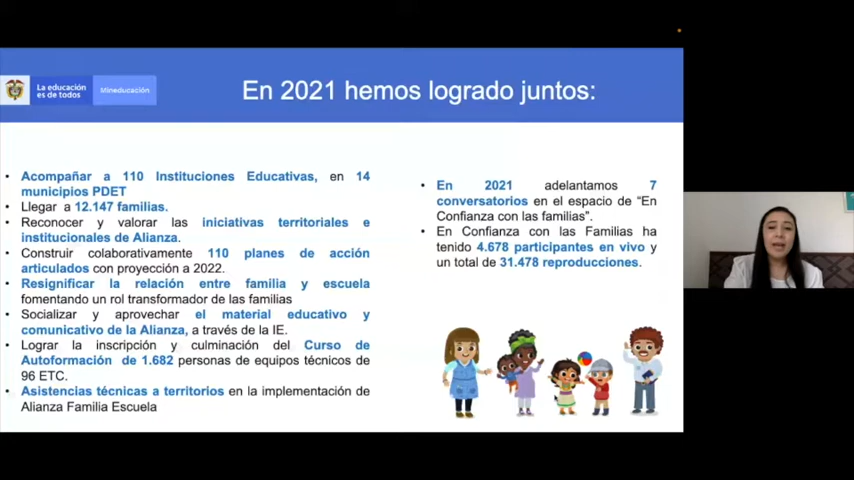 La educación
es de todos
Mineducación
En 2021 hemos logrado juntos:
• Acompañar a 110 Instituciones Educativas, en 14
municipios PDET
• Llegar a 12.147 familias.
• Reconocer y valorar las iniciativas territoriales e
institucionales de Alianza.
• Construir colaborativamente 110 planes de acción
articulados con proyección a 2022.
• Resignificar la relación entre familia y escuela
fomentando un rol transformador de las familias
• Socializar y aprovechar el material educativo y
comunicativo de la Alianza, a través de la IE.
• Lograr la inscripción y culminación del Curso de
Autoformación de 1.682 personas de equipos técnicos de
96 ETC.
• Asistencias técnicas a territorios en la implementación de
Alianza Familia Escuela
• En 2021 adelantamos 7
conversatorios en el espacio de “En
Confianza con las familias”.
• En Confianza con las Familias ha
tenido 4.678 participantes en vivo y
un total de 31.478 reproducciones.